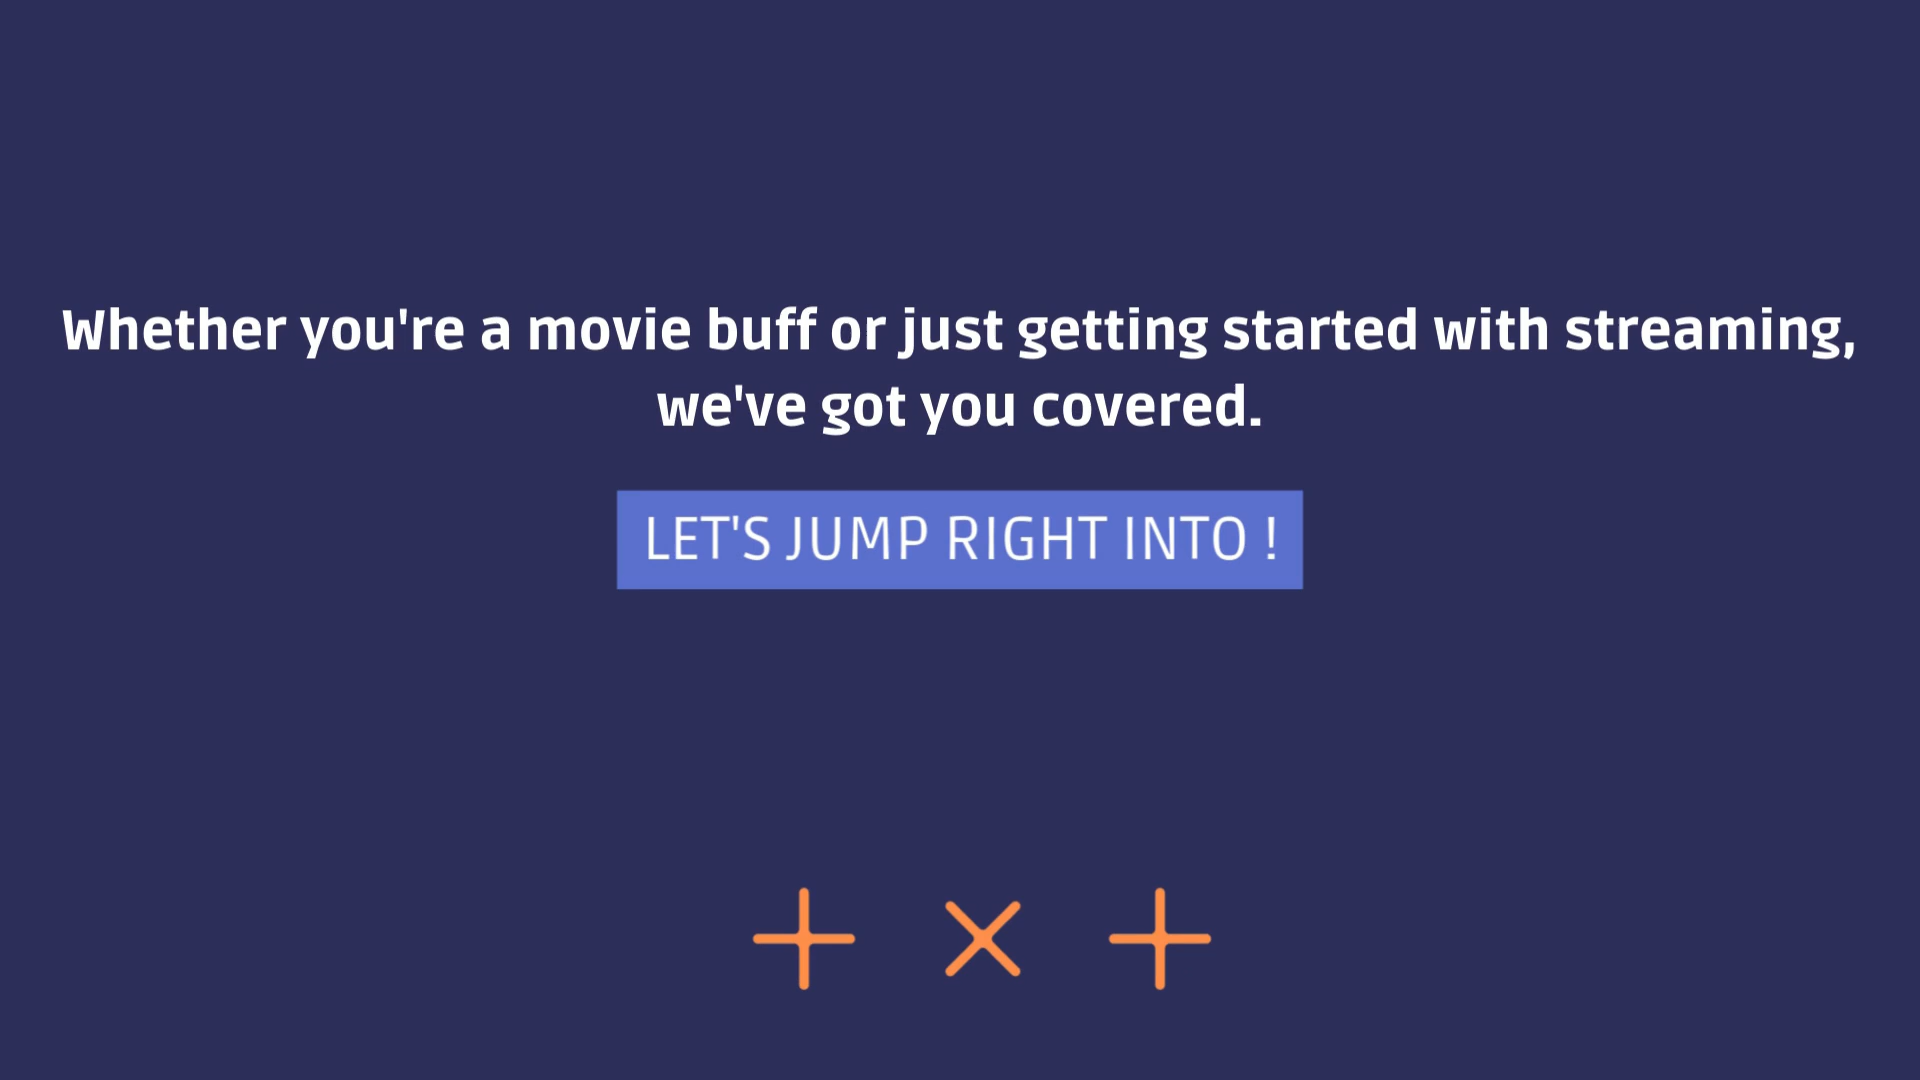 Whether you're a movie buff or just getting started with streaming,
we've got you covered.
LET'S JUMP RIGHT INTO !